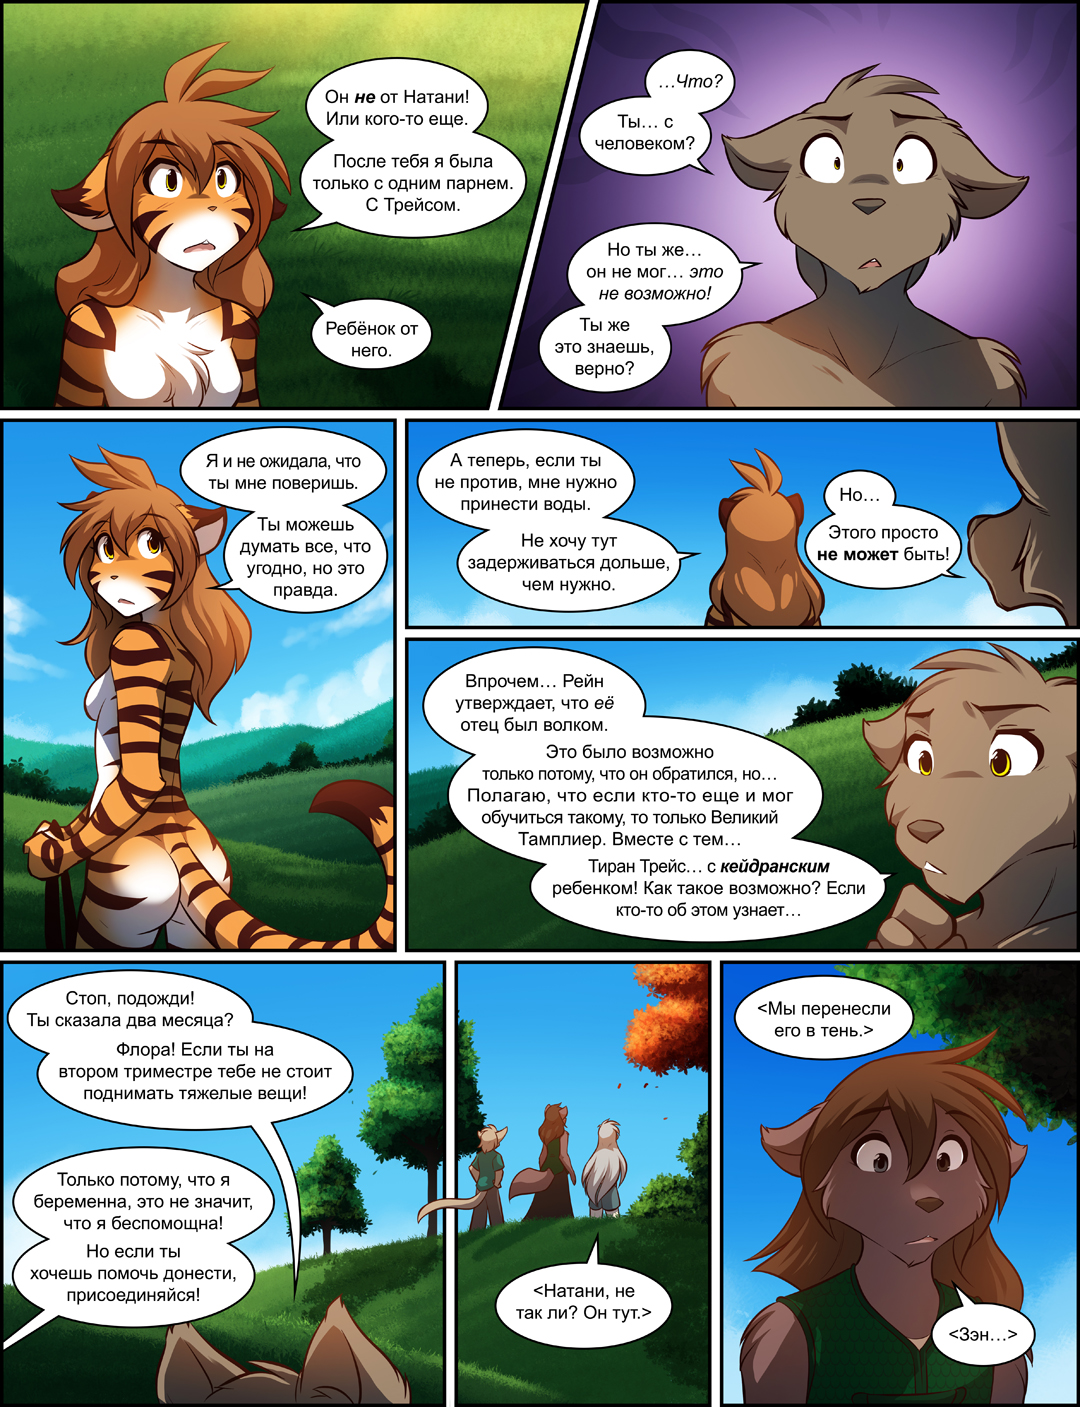 Он не от Натани!
Или кого-то еще.
После тебя я была
только с одним парнем.
С Трейсом.
Ребёнок от
него.
...Что?
Ты... с
человеком?
Но ты же...
он не мог... это
не возможно!
Ты же
это знаешь,
верно?
Я и не ожидала, что
ты мне поверишь.
Ты можешь
думать все, что
угодно, но это
правда.
А теперь, если ты
не против, мне нужно
принести воды.
Не хочу тут
задерживаться дольше,
чем нужно.
Но...
Этого просто
не может быть!
Впрочем... Рейн
утверждает, что её
отец был волком.
Это было возможно
только потому, что он обратился, но...
Полагаю, что если кто-то еще и мог
обучиться такому, то только Великий
Тамплиер. Вместе с тем...
Тиран Трейс... с кейдранским
ребенком! Как такое возможно? Если
кто-то об этом узнает...
Стоп, подожди!
Ты сказала два месяца?
Флора! Если ты на
втором триместре тебе не стоит
поднимать тяжелые вещи!
Только потому, что я
беременна, это не значит,
что я беспомощна!
Но если ты
хочешь помочь донести,
присоединяйся!
<Натани, не
так ли? Он тут.>
<Мы перенесли
его в тень.>
<Зэн...>